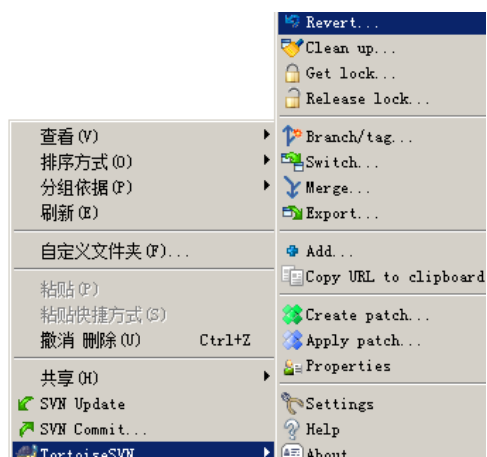 查看(V)
排序方式(O)
分组依据(P)
刷新(E)
自定义文件夹(F)...
粘贴(P)
粘贴快捷方式(S)
撤消 删除(U) Ctrl+Z
共享(H)
SVN Update
SVN Commit...
TortoiseSVN
Revert...
Clean up...
Get lock...
Release lock...
Branch/tag...
Switch...
Merge...
Export...
Add...
Copy URL to clipboard
Create patch...
Apply patch...
Properties
Settings
Help
About